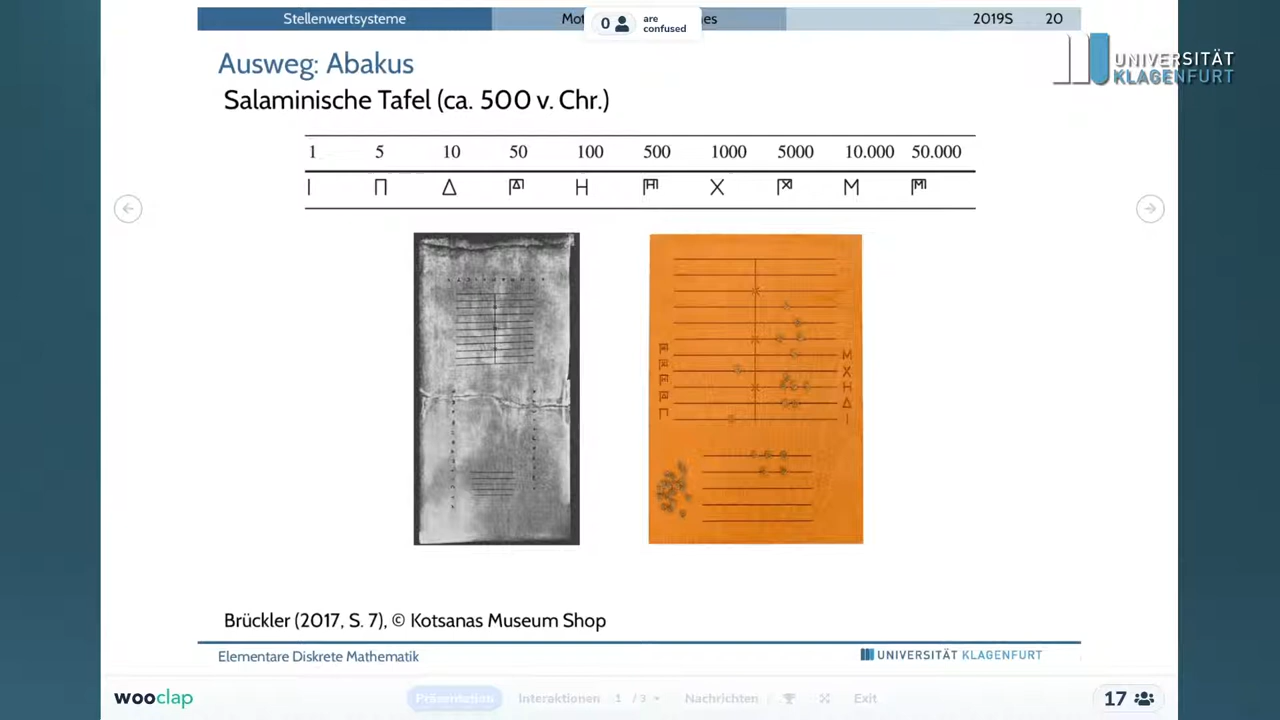 Stellenwertsysteme
2019S 20
0 are
confused
Ausweg: Abakus
UNIVERSITÄT
KLAGENFURT
Salaminische Tafel (ca. 500 v. Chr.)
1 5 10 50 100 500 1000 5000 10.000 50.000
Ι Π Δ 𐅄 Η 𐅅 Χ 𐅆 Μ 𐅇
Μ
Χ
Η
Δ
Π Ι
Brückler (2017, S. 7), © Kotsanas Museum Shop
Elementare Diskrete Mathematik
UNIVERSITÄT KLAGENFURT
wooclap
Präsentation Interaktionen 1 / 3 Nachrichten Exit
17